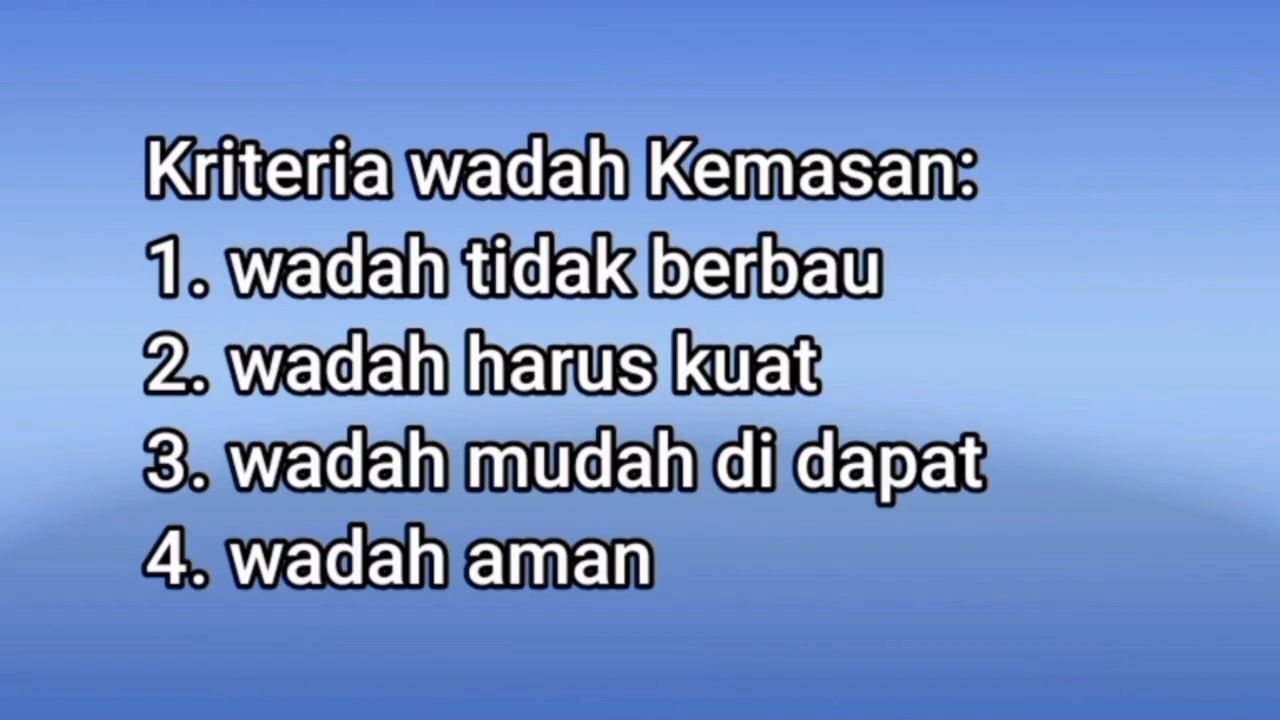 Kriteria wadah Kemasan:
1. wadah tidak berbau
2. wadah harus kuat
3. wadah mudah di dapat
4. wadah aman